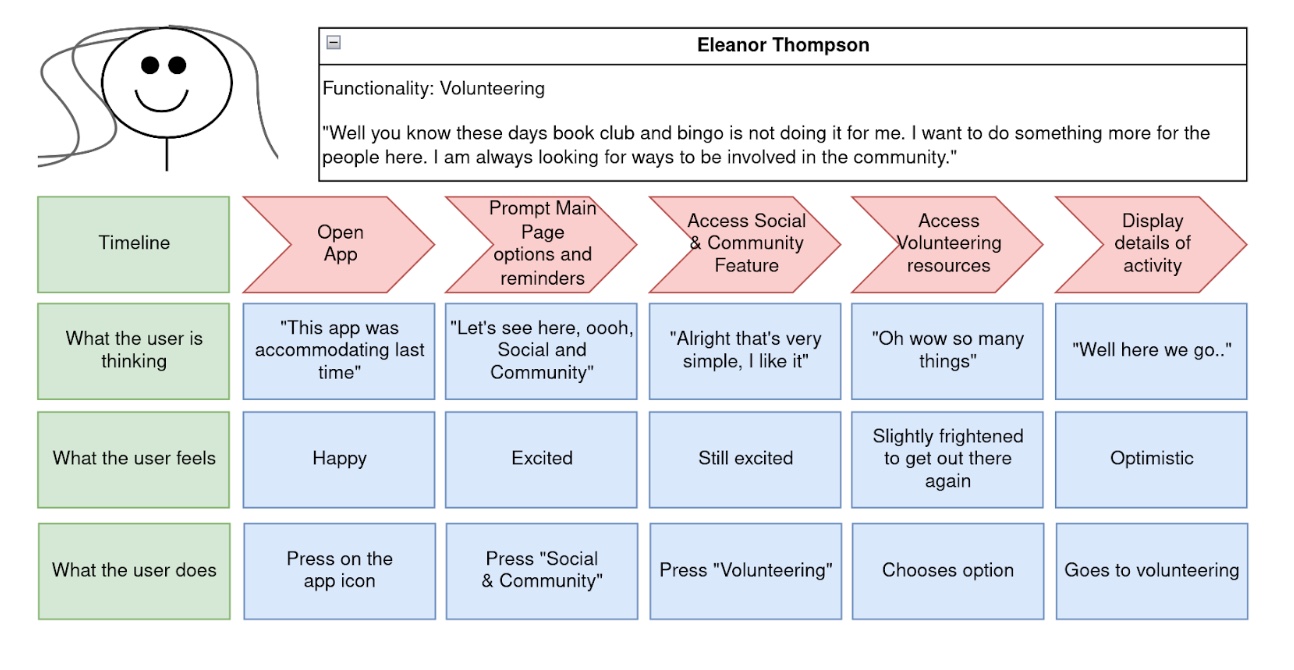 Eleanor Thompson
Functionality: Volunteering
"Well you know these days book club and bingo is not doing it for me. I want to do something more for the
people here. I am always looking for ways to be involved in the community."
Timeline
Open
App
Prompt Main
Page
options and
reminders
Access Social
& Community
Feature
Access
Volunteering
resources
Display
details of
activity
What the user is
thinking
"This app was
accommodating last
time"
"Let's see here, oooh,
Social and
Community"
"Alright that's very
simple, I like it"
"Oh wow so many
things"
"Well here we go.."
What the user feels
Happy
Excited
Still excited
Slightly frightened
to get out there
again
Optimistic
What the user does
Press on the
app icon
Press "Social
& Community"
Press "Volunteering"
Chooses option
Goes to volunteering